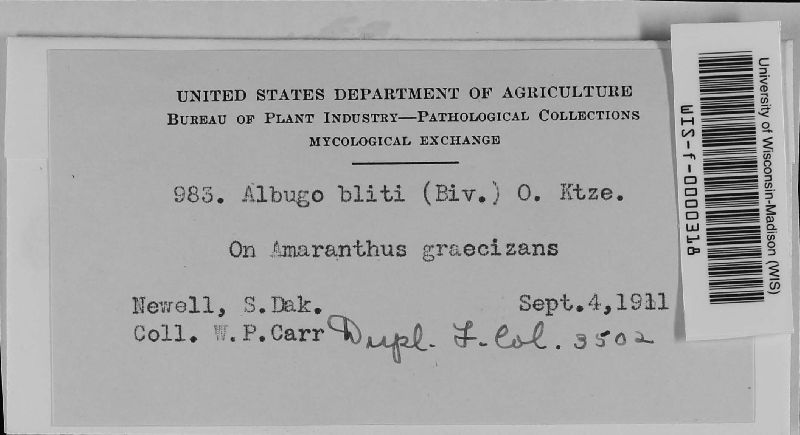 UNITED STATES DEPARTMENT OF AGRICULTURE
BUREAU OF PLANT INDUSTRY—PATHOLOGICAL COLLECTIONS
MYCOLOGICAL EXCHANGE
983. Albugo bliti (Biv.) O. Ktze.
On Amaranthus graecizans
Newell, S.Dak. Sept.4,1911
Coll. W.P.Carr Dupl. F. Col. 3502
University of Wisconsin-Madison (WIS)
WIS-f-0000318